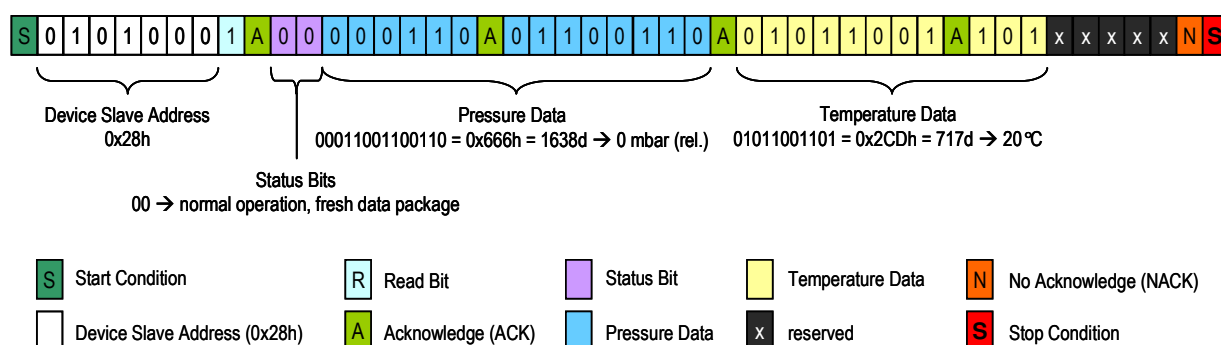 S 0 1 0 1 0 0 0 1 A 0 0 0 0 0 1 1 0 A 0 1 1 0 0 1 1 0 A 0 1 0 1 1 0 0 1 A 1 0 1 x x x x x N S
Device Slave Address
0x28h
Pressure Data
00011001100110 = 0x666h = 1638d → 0 mbar (rel.)
Temperature Data
01011001101 = 0x2CDh = 717d → 20 °C
Status Bits
00 → normal operation, fresh data package
S Start Condition
R Read Bit
Status Bit
Temperature Data
N No Acknowledge (NACK)
Device Slave Address (0x28h)
A Acknowledge (ACK)
Pressure Data
x reserved
S Stop Condition